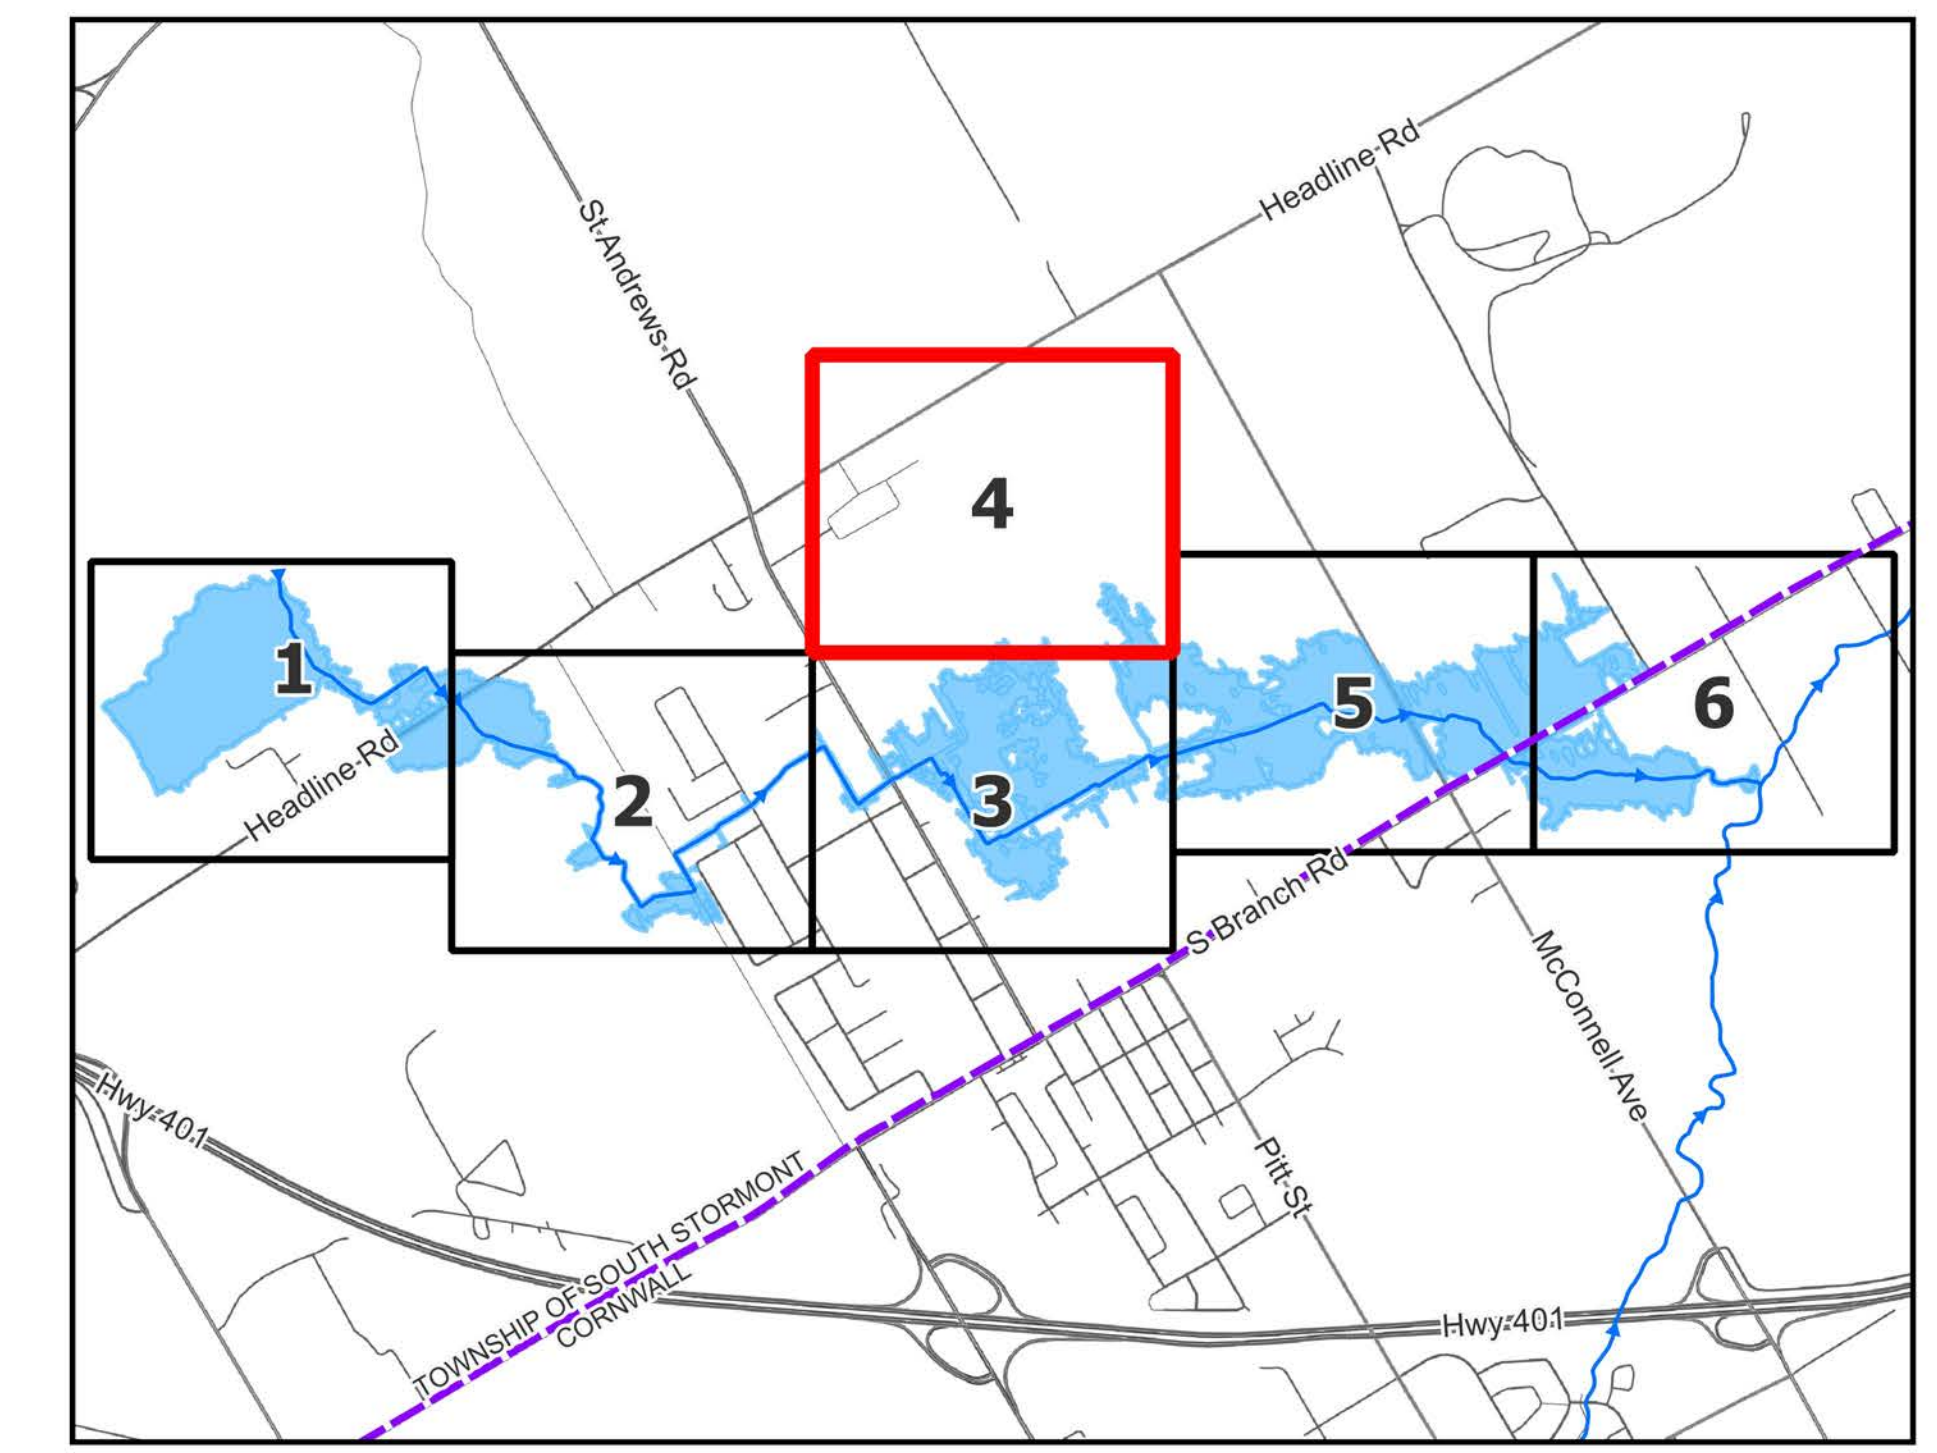 Headline Rd
St Andrews Rd
4
1
5
6
2
3
Headline Rd
S Branch Rd
McConnell Ave
Hwy 401
Pitt St
TOWNSHIP OF SOUTH STORMONT
CORNWALL
Hwy 401